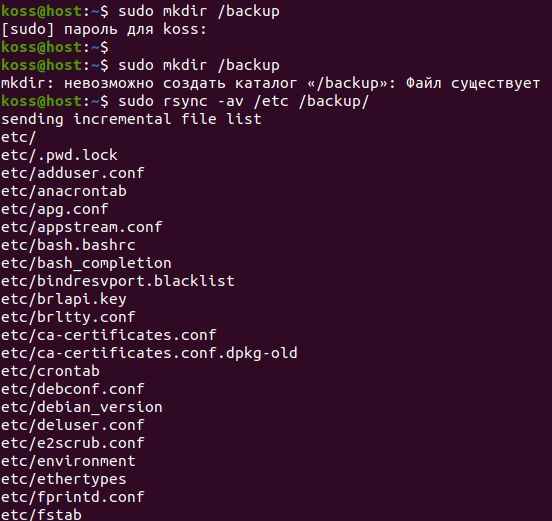 koss@host:~$ sudo mkdir /backup
[sudo] пароль для koss:
koss@host:~$
koss@host:~$ sudo mkdir /backup
mkdir: невозможно создать каталог «/backup»: Файл существует
koss@host:~$ sudo rsync -av /etc /backup/
sending incremental file list
etc/
etc/.pwd.lock
etc/adduser.conf
etc/anacrontab
etc/apg.conf
etc/appstream.conf
etc/bash.bashrc
etc/bash_completion
etc/bindresvport.blacklist
etc/brlapi.key
etc/brltty.conf
etc/ca-certificates.conf
etc/ca-certificates.conf.dpkg-old
etc/crontab
etc/debconf.conf
etc/debian_version
etc/deluser.conf
etc/e2scrub.conf
etc/environment
etc/ethertypes
etc/fprintd.conf
etc/fstab